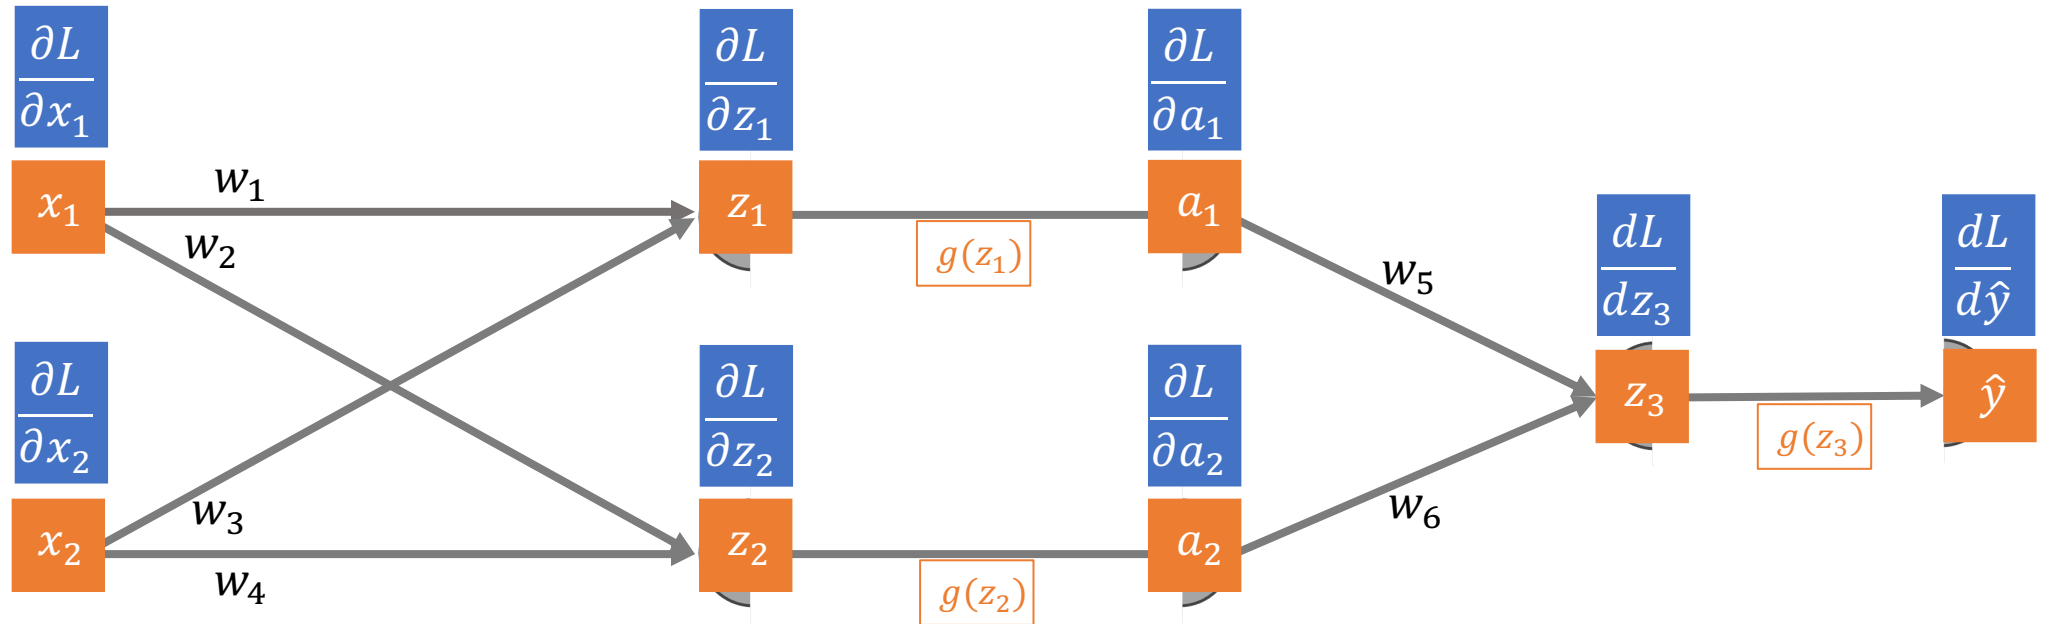 ∂L/∂x₁
∂L/∂z₁
∂L/∂a₁
x₁
w₁
w₂
z₁
g(z₁)
a₁
w₅
dL/dz₃
dL/dŷ
∂L/∂x₂
∂L/∂z₂
∂L/∂a₂
z₃
g(z₃)
ŷ
x₂
w₃
w₄
z₂
g(z₂)
a₂
w₆